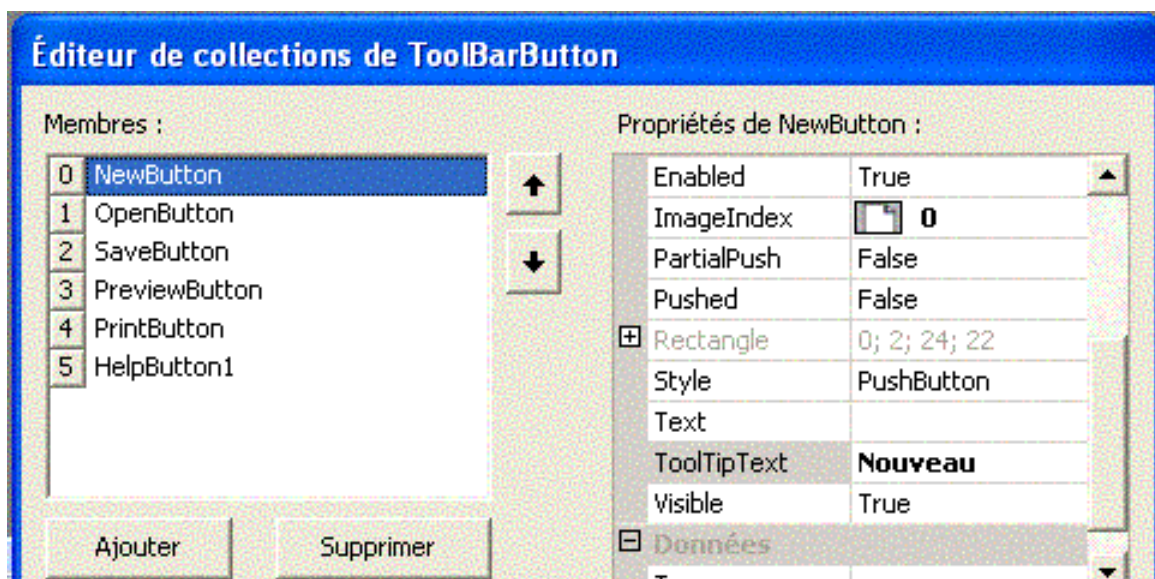 Éditeur de collections de ToolBarButton
Membres :
0 NewButton
1 OpenButton
2 SaveButton
3 PreviewButton
4 PrintButton
5 HelpButton1
Ajouter
Supprimer
Propriétés de NewButton :
Enabled True
ImageIndex 0
PartialPush False
Pushed False
Rectangle 0; 2; 24; 22
Style PushButton
Text
ToolTipText Nouveau
Visible True
Données